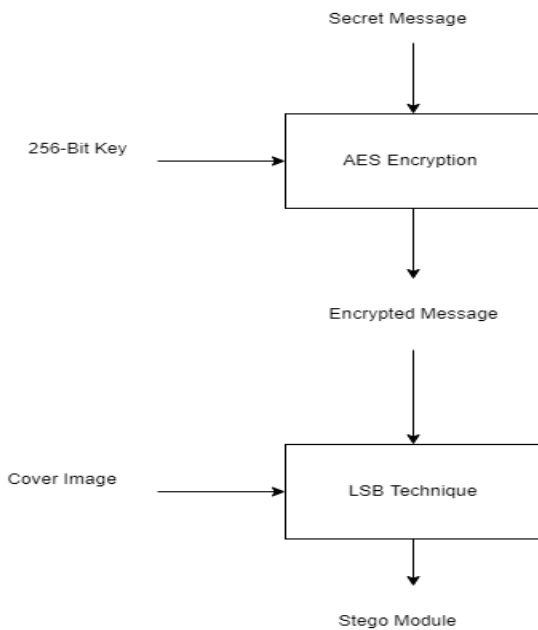 Secret Message
256-Bit Key
AES Encryption
Encrypted Message
Cover Image
LSB Technique
Stego Module